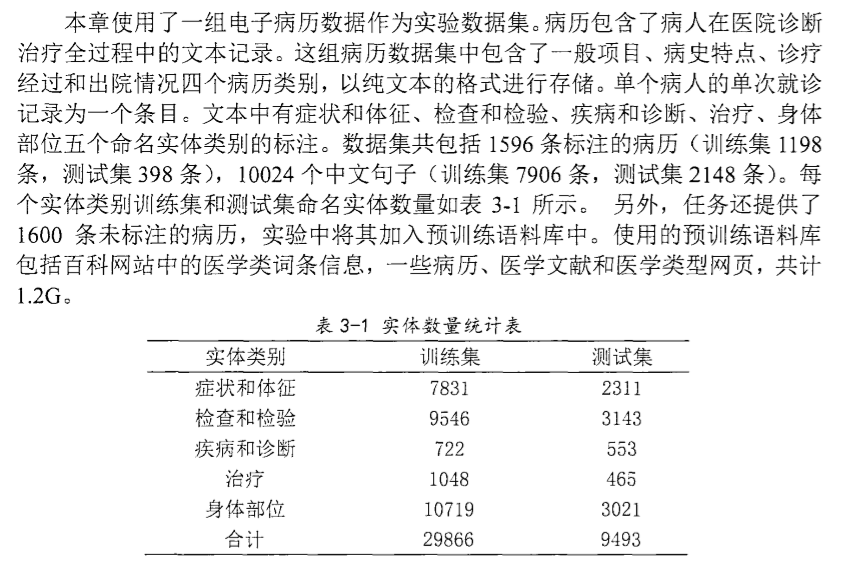 本章使用了一组电子病历数据作为实验数据集。病历包含了病人在医院诊断
治疗全过程中的文本记录。这组病历数据集中包含了一般项目、病史特点、诊疗
经过和出院情况四个病历类别，以纯文本的格式进行存储。单个病人的单次就诊
记录为一个条目。文本中有症状和体征、检查和检验、疾病和诊断、治疗、身体
部位五个命名实体类别的标注。数据集共包括 1596 条标注的病历（训练集 1198
条，测试集 398 条），10024 个中文句子（训练集 7906 条，测试集 2148 条）。每
个实体类别训练集和测试集命名实体数量如表 3-1 所示。 另外，任务还提供了
1600 条未标注的病历，实验中将其加入预训练语料库中。使用的预训练语料库
包括百科网站中的医学类词条信息，一些病历、医学文献和医学类型网页，共计
1.2G。
表 3-1 实体数量统计表
实体类别 训练集 测试集
症状和体征 7831 2311
检查和检验 9546 3143
疾病和诊断 722 553
治疗 1048 465
身体部位 10719 3021
合计 29866 9493